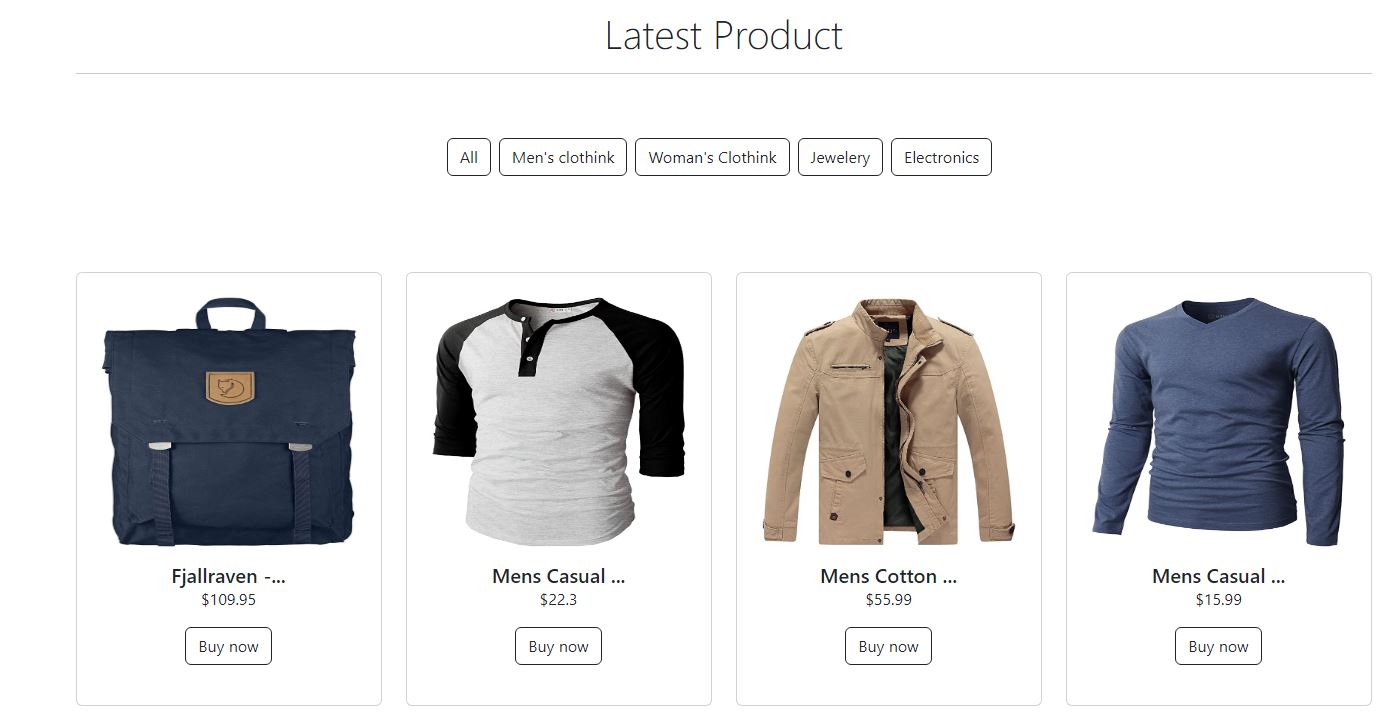 Latest Product
All Men's clothink Woman's Clothink Jewelery Electronics
Fjallraven -... Mens Casual ... Mens Cotton ... Mens Casual ...
$109.95 $22.3 $55.99 $15.99
Buy now Buy now Buy now Buy now